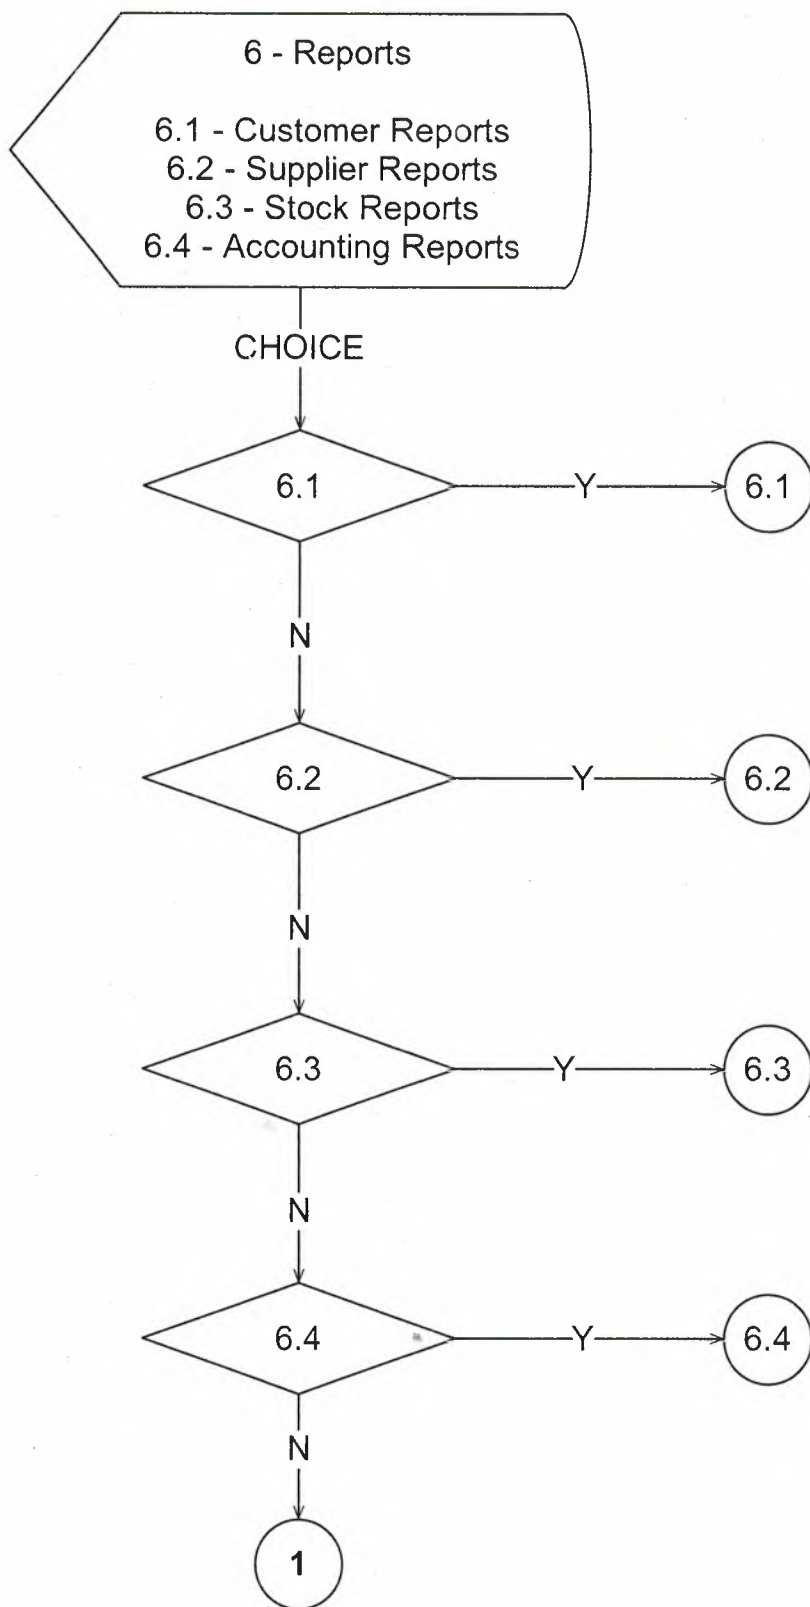 6 - Reports
6.1 - Customer Reports
6.2 - Supplier Reports
6.3 - Stock Reports
6.4 - Accounting Reports
CHOICE
6.1
Y
6.1
N
6.2
Y
6.2
N
6.3
Y
6.3
N
6.4
Y
6.4
N
1